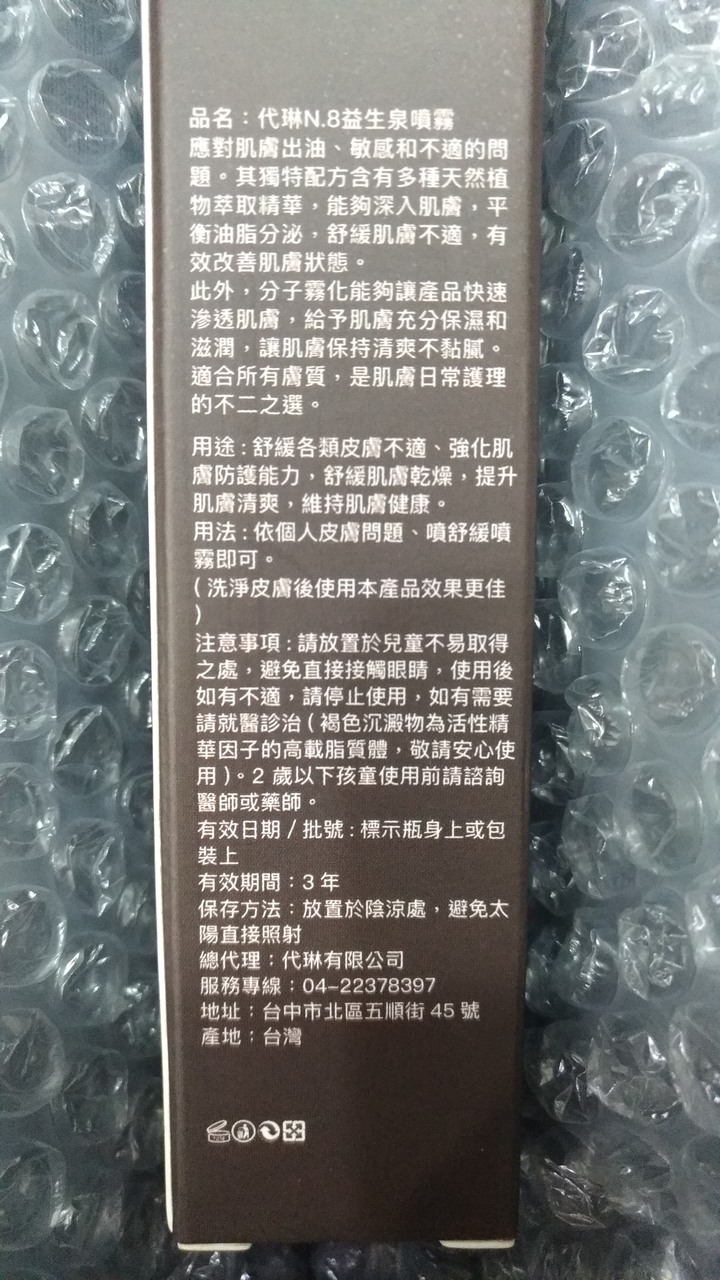 品名：代琳N.8益生泉噴霧
應對肌膚出油、敏感和不適的問
題。其獨特配方含有多種天然植
物萃取精華，能夠深入肌膚，平
衡油脂分泌，舒緩肌膚不適，有
效改善肌膚狀態。
此外，分子霧化能夠讓產品快速
滲透肌膚，給予肌膚充分保濕和
滋潤，讓肌膚保持清爽不黏膩。
適合所有膚質，是肌膚日常護理
的不二之選。
用途：舒緩各類皮膚不適、強化肌
膚防護能力，舒緩肌膚乾燥，提升
肌膚清爽，維持肌膚健康。
用法：依個人皮膚問題、噴舒緩噴
霧即可。
（洗淨皮膚後使用本產品效果更佳
）
注意事項：請放置於兒童不易取得
之處，避免直接接觸眼睛，使用後
如有不適，請停止使用，如有需要
請就醫診治（褐色沉澱物為活性精
華因子的高載脂質體，敬請安心使
用）。2 歲以下孩童使用前請諮詢
醫師或藥師。
有效日期 / 批號：標示瓶身上或包
裝上
有效期間：3 年
保存方法：放置於陰涼處，避免太
陽直接照射
總代理：代琳有限公司
服務專線：04-22378397
地址：台中市北區五順街 45 號
產地：台灣